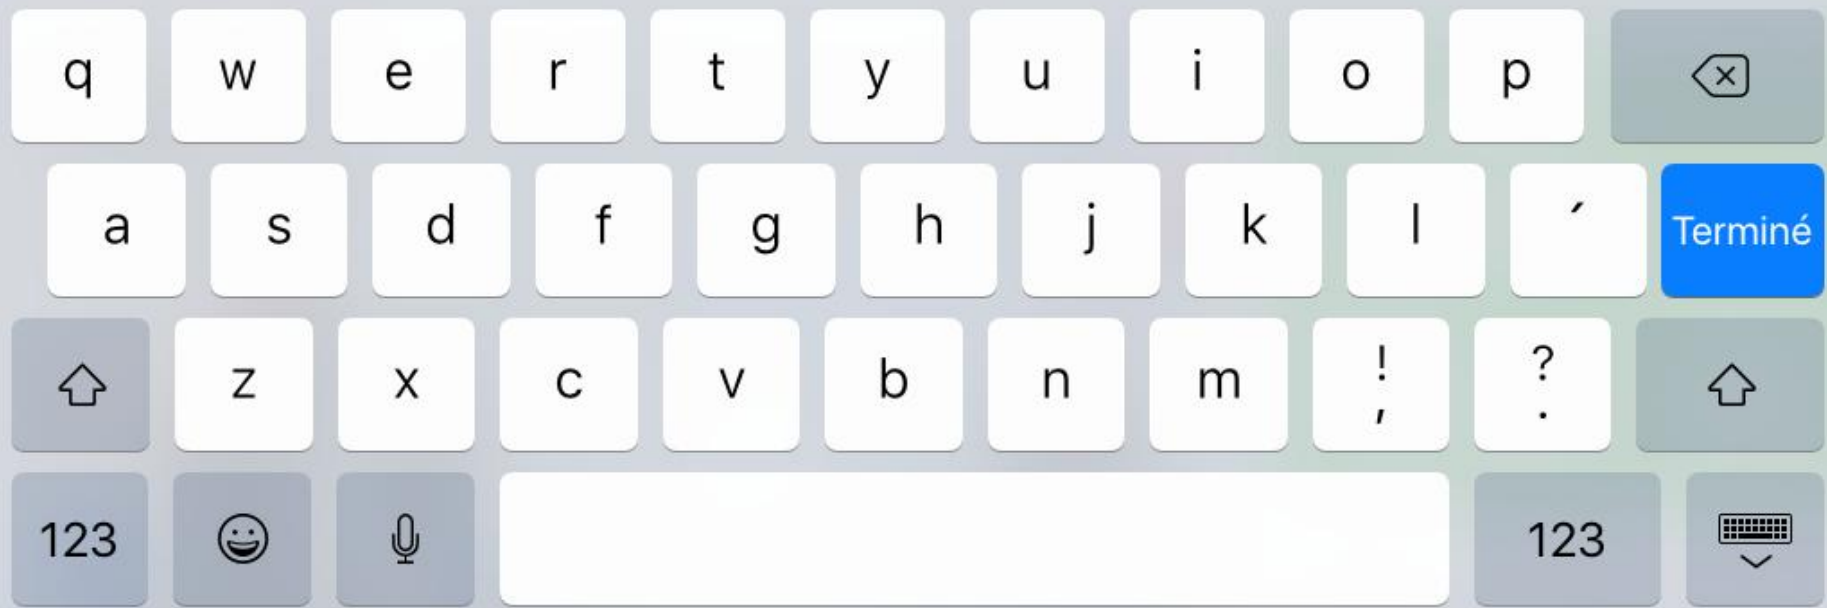 q w e r t y u i o p
a s d f g h j k l ´ Terminé
z x c v b n m ! , ? .
123 123